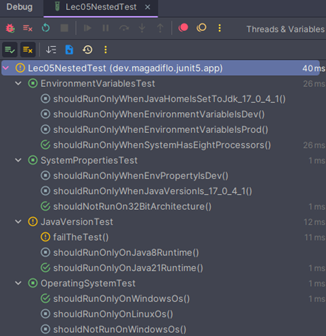 Debug Lec05NestedTest
Threads & Variables
Lec05NestedTest (dev.magadiflo.junit5.app) 40 ms
EnvironmentVariablesTest 26 ms
shouldRunOnlyWhenJavaHomeIsSetToJdk_17_0_4_1()
shouldRunOnlyWhenEnvironmentVariableIsDev()
shouldRunOnlyWhenEnvironmentVariableIsProd()
shouldRunOnlyWhenSystemHasEightProcessors() 26 ms
SystemPropertiesTest 1 ms
shouldRunOnlyWhenEnvPropertyIsDev()
shouldRunOnlyWhenJavaVersionIs_17_0_4_1()
shouldNotRunOn32BitArchitecture() 1 ms
JavaVersionTest 12 ms
failTheTest() 11 ms
shouldRunOnlyOnJava8Runtime()
shouldRunOnlyOnJava21Runtime() 1 ms
OperatingSystemTest 1 ms
shouldRunOnlyOnWindowsOs() 1 ms
shouldRunOnlyOnLinuxOs()
shouldNotRunOnWindowsOs()